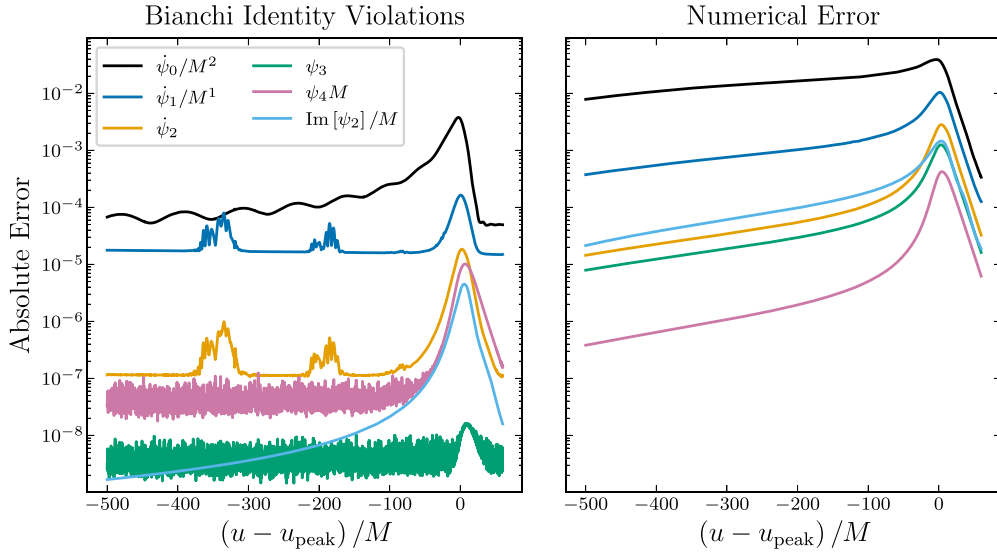 Bianchi Identity Violations
Numerical Error
Absolute Error
ψ̇₀/M²
ψ̇₁/M¹
ψ̇₂
ψ₃
ψ₄M
Im [ψ₂] /M
10⁻²
10⁻³
10⁻⁴
10⁻⁵
10⁻⁶
10⁻⁷
10⁻⁸
−500 −400 −300 −200 −100 0
−500 −400 −300 −200 −100 0
(u − u_peak) /M
(u − u_peak) /M